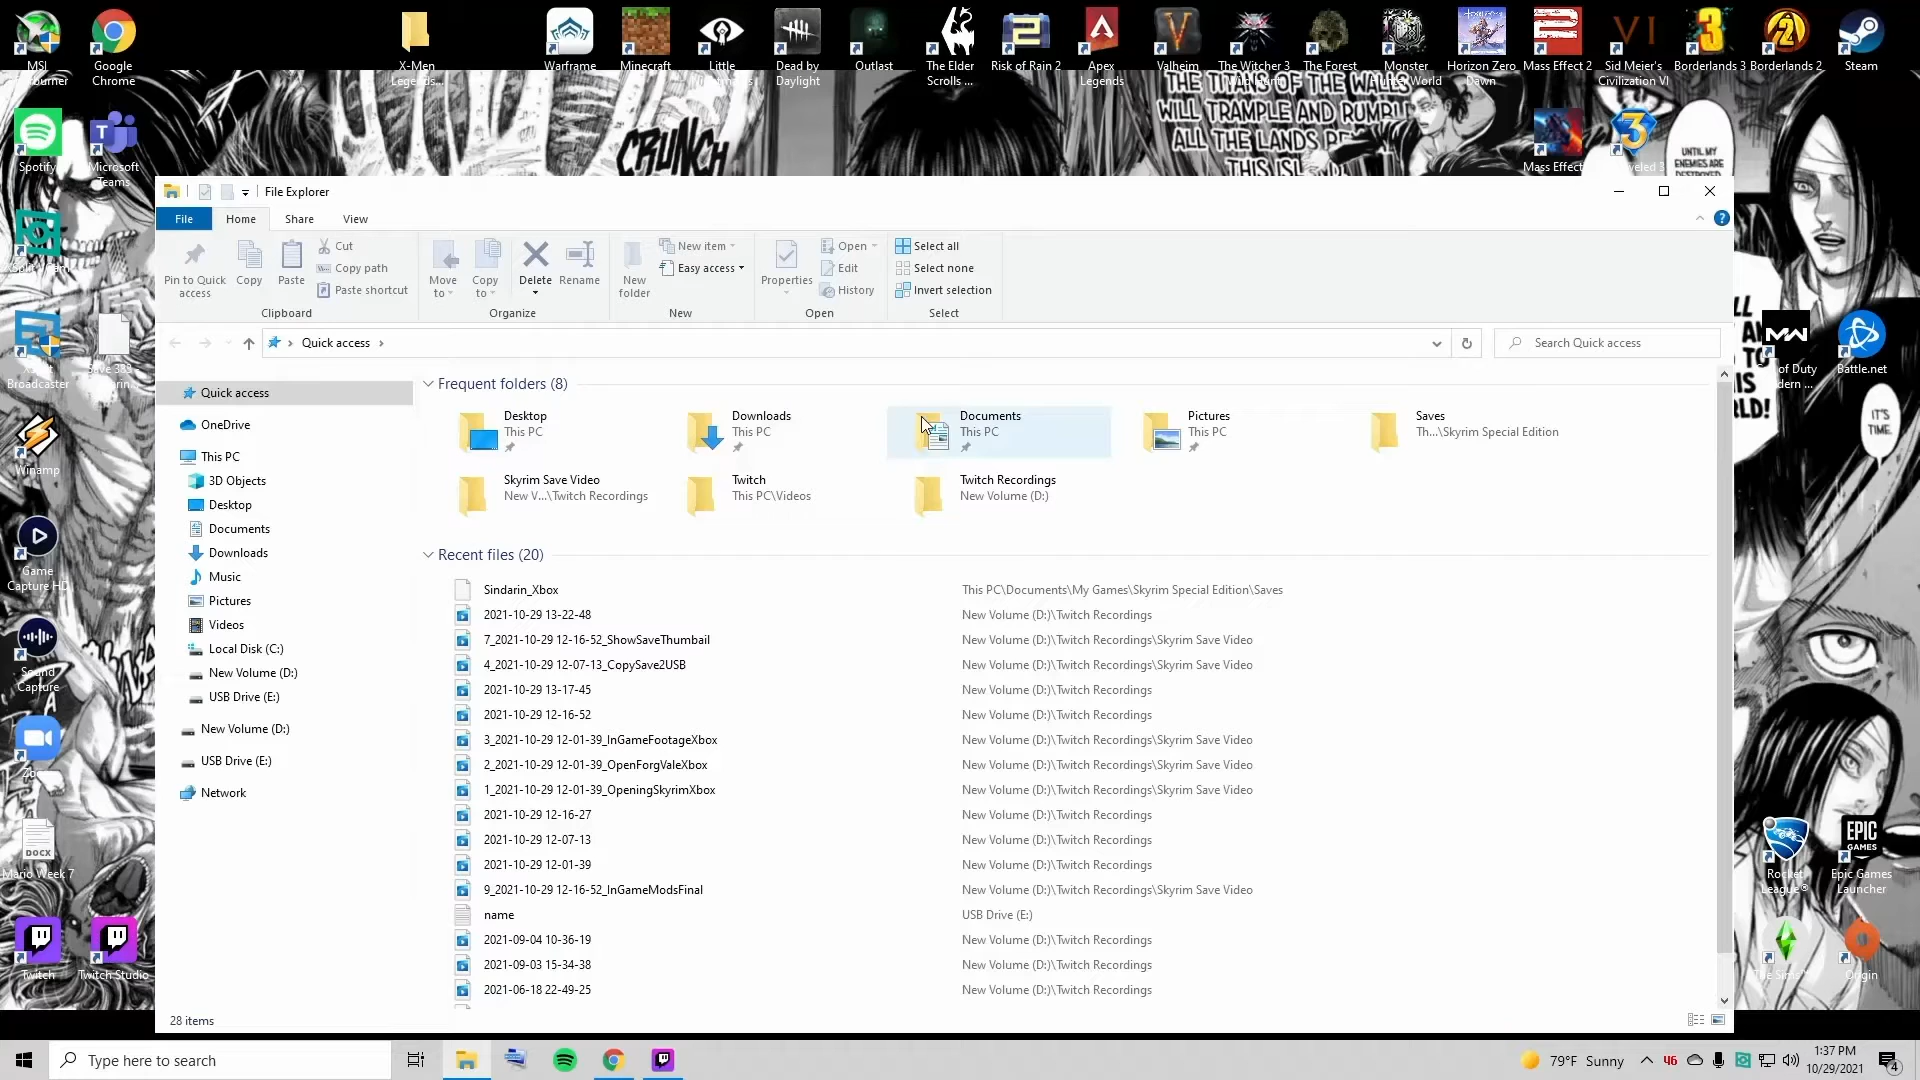 MSI
Google
Chrome
X-Men
Legends...
Warframe
Minecraft
Little
Dead by
Daylight
Outlast
The Elder
Scrolls ...
Risk of Rain 2
Apex
Legends
Valheim
The Witcher 3
The Forest
Monster
Hunter World
Horizon Zero
Dawn
Mass Effect 2
Sid Meier's
Civilization VI
Borderlands 3
Borderlands 2
Steam
Spotify
Microsoft
Teams
CRUNCH
WILL TRAMPLE AND RUMBL
ALL THE LANDS BE
THIS ISL
Mass Effect
UNTIL MY
ENEMIES ARE
DESTROYED
File Explorer
File
Home
Share
View
Pin to Quick
access
Copy
Paste
Cut
Copy path
Paste shortcut
Clipboard
Move
to
Copy
to
Delete
Rename
Organize
New
folder
New item
Easy access
New
Properties
Open
Edit
History
Open
Select all
Select none
Invert selection
Select
Quick access
Search Quick access
Quick access
OneDrive
This PC
3D Objects
Desktop
Documents
Downloads
Music
Pictures
Videos
Local Disk (C:)
New Volume (D:)
USB Drive (E:)
New Volume (D:)
USB Drive (E:)
Network
Frequent folders (8)
Desktop
This PC
Downloads
This PC
Documents
This PC
Pictures
This PC
Saves
Th...\Skyrim Special Edition
Skyrim Save Video
New V...\Twitch Recordings
Twitch
This PC\Videos
Twitch Recordings
New Volume (D:)
Recent files (20)
Sindarin_Xbox This PC\Documents\My Games\Skyrim Special Edition\Saves
2021-10-29 13-22-48 New Volume (D:)\Twitch Recordings
7_2021-10-29 12-16-52_ShowSaveThumbail New Volume (D:)\Twitch Recordings\Skyrim Save Video
4_2021-10-29 12-07-13_CopySave2USB New Volume (D:)\Twitch Recordings\Skyrim Save Video
2021-10-29 13-17-45 New Volume (D:)\Twitch Recordings
2021-10-29 12-16-52 New Volume (D:)\Twitch Recordings
3_2021-10-29 12-01-39_InGameFootageXbox New Volume (D:)\Twitch Recordings\Skyrim Save Video
2_2021-10-29 12-01-39_OpenForgValeXbox New Volume (D:)\Twitch Recordings\Skyrim Save Video
1_2021-10-29 12-01-39_OpeningSkyrimXbox New Volume (D:)\Twitch Recordings\Skyrim Save Video
2021-10-29 12-16-27 New Volume (D:)\Twitch Recordings
2021-10-29 12-07-13 New Volume (D:)\Twitch Recordings
2021-10-29 12-01-39 New Volume (D:)\Twitch Recordings
9_2021-10-29 12-16-52_InGameModsFinal New Volume (D:)\Twitch Recordings\Skyrim Save Video
name USB Drive (E:)
2021-09-04 10-36-19 New Volume (D:)\Twitch Recordings
2021-09-03 15-34-38 New Volume (D:)\Twitch Recordings
2021-06-18 22-49-25 New Volume (D:)\Twitch Recordings
28 items
Broadcaster
Winamp
Game
Capture HD
Sound
Capture
DOCX
Mario Week 7
Twitch
Twitch Studio
MW
of Duty
Battle.net
IT'S
TIME.
Rocket
League®
EPIC
GAMES
Epic Games
Launcher
The Sims™
Origin
Type here to search
79°F Sunny
46
1:37 PM
10/29/2021
4